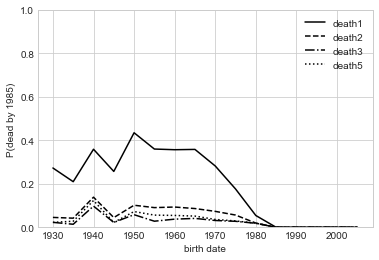 1.0
0.8
0.6
0.4
0.2
0.0
P(dead by 1985)
death1
death2
death3
death5
1930 1940 1950 1960 1970 1980 1990 2000
birth date